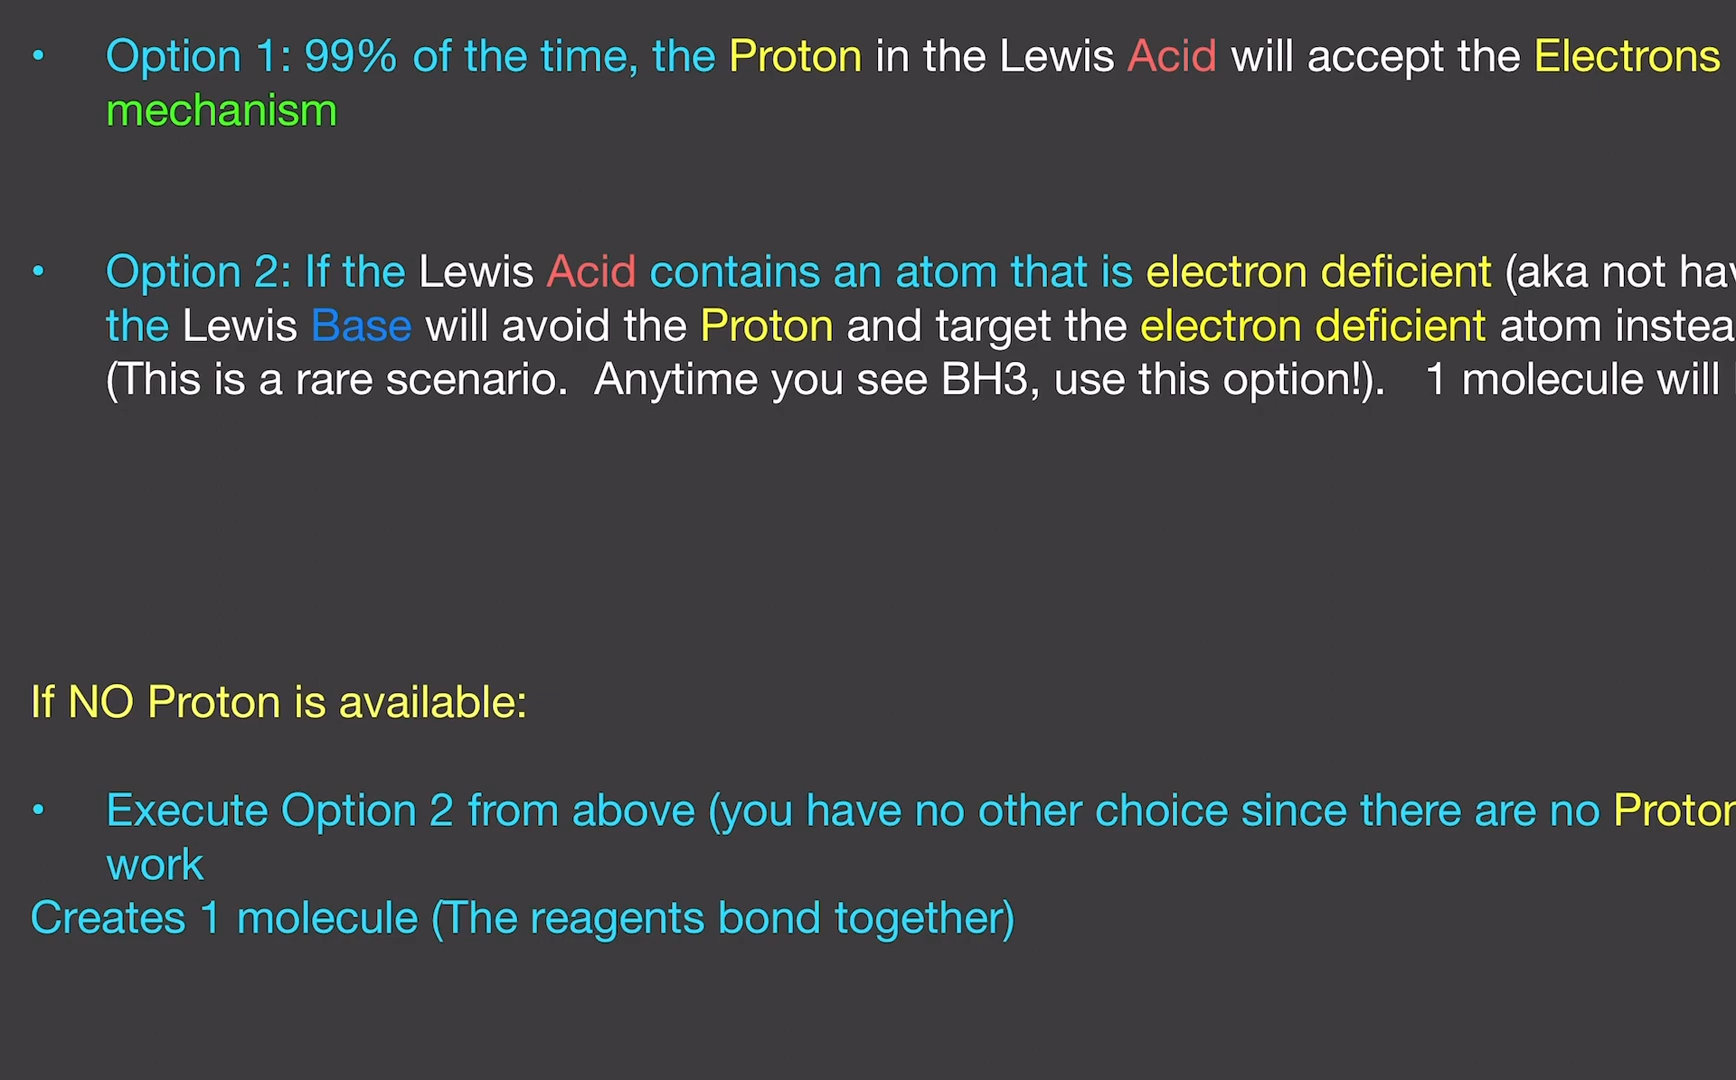 • Option 1: 99% of the time, the Proton in the Lewis Acid will accept the Electrons
mechanism
• Option 2: If the Lewis Acid contains an atom that is electron deficient (aka not
the Lewis Base will avoid the Proton and target the electron deficient atom
(This is a rare scenario.  Anytime you see BH3, use this option!).   1 molecule will
If NO Proton is available:
• Execute Option 2 from above (you have no other choice since there are no
work
Creates 1 molecule (The reagents bond together)